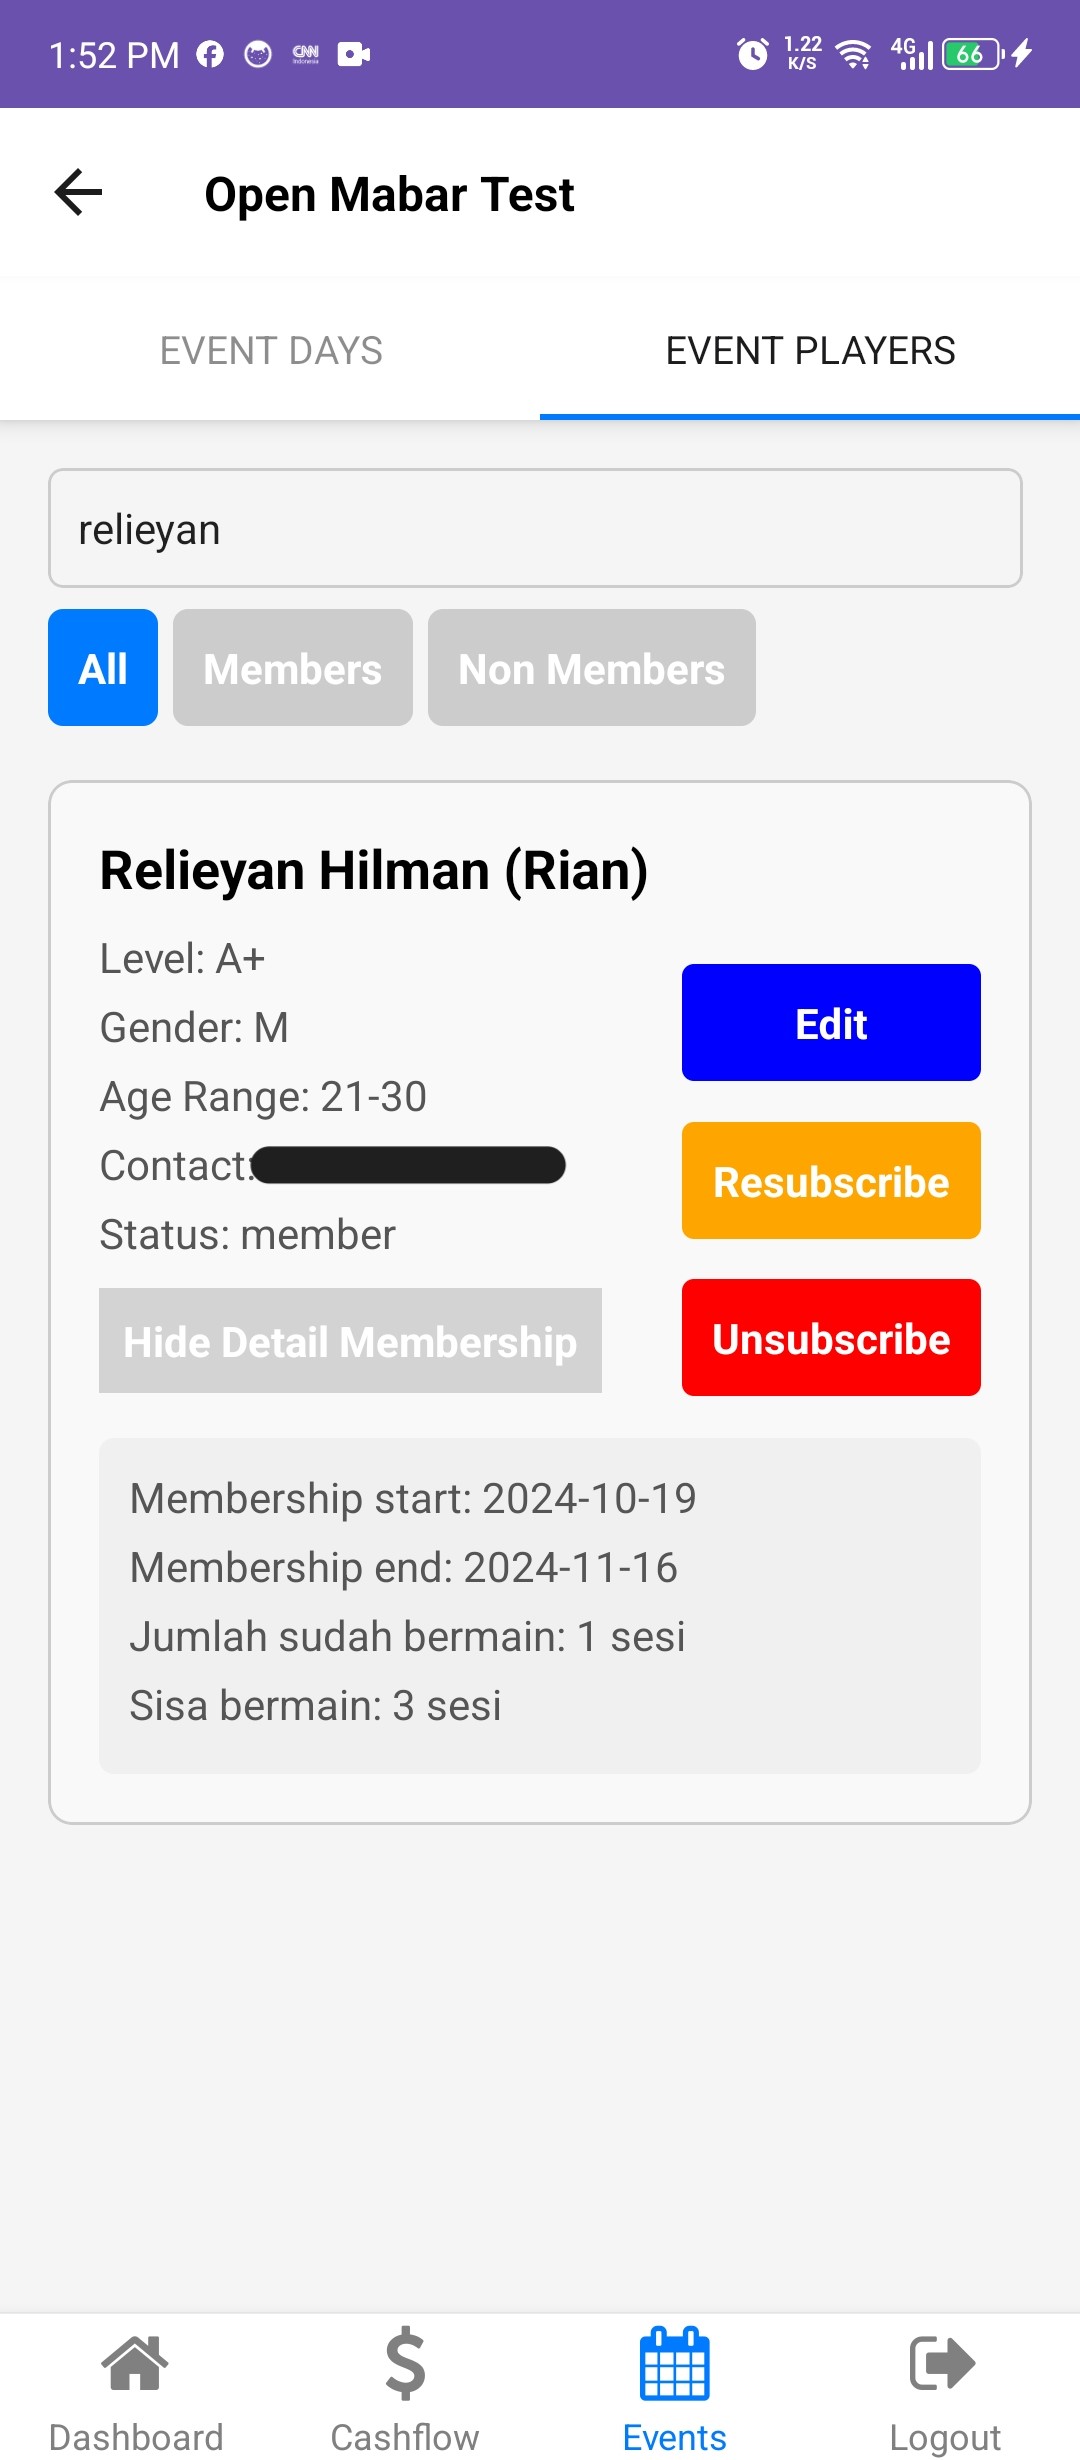 1:52 PM CNN Indonesia 1.22 K/S 4G 66
Open Mabar Test
EVENT DAYS EVENT PLAYERS
relieyan
All Members Non Members
Relieyan Hilman (Rian)
Level: A+
Gender: M
Age Range: 21-30
Contact:
Status: member
Edit
Resubscribe
Unsubscribe
Hide Detail Membership
Membership start: 2024-10-19
Membership end: 2024-11-16
Jumlah sudah bermain: 1 sesi
Sisa bermain: 3 sesi
Dashboard Cashflow Events Logout